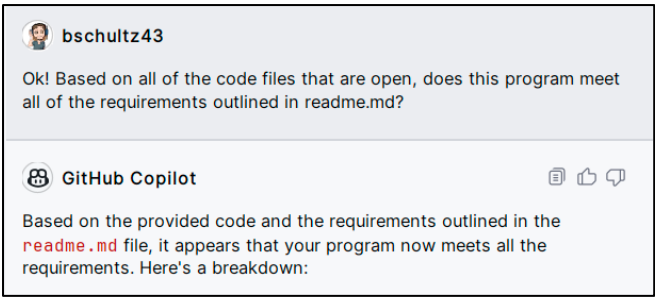 bschultz43
Ok! Based on all of the code files that are open, does this program meet
all of the requirements outlined in readme.md?
GitHub Copilot
Based on the provided code and the requirements outlined in the
readme.md file, it appears that your program now meets all the
requirements. Here's a breakdown: